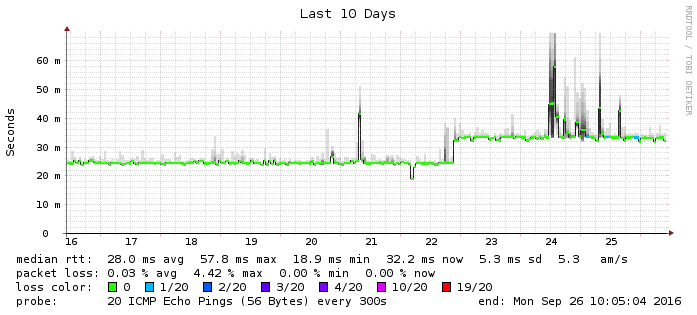 Last 10 Days
RRDTOOL / TOBI OETIKER
Seconds
60 m
50 m
40 m
30 m
20 m
10 m
0
16 17 18 19 20 21 22 23 24 25
median rtt: 28.0 ms avg 57.8 ms max 18.9 ms min 32.2 ms now 5.3 ms sd 5.3 am/s
packet loss: 0.03 % avg 4.42 % max 0.00 % min 0.00 % now
loss color: 0 1/20 2/20 3/20 4/20 10/20 19/20
probe: 20 ICMP Echo Pings (56 Bytes) every 300s end: Mon Sep 26 10:05:04 2016